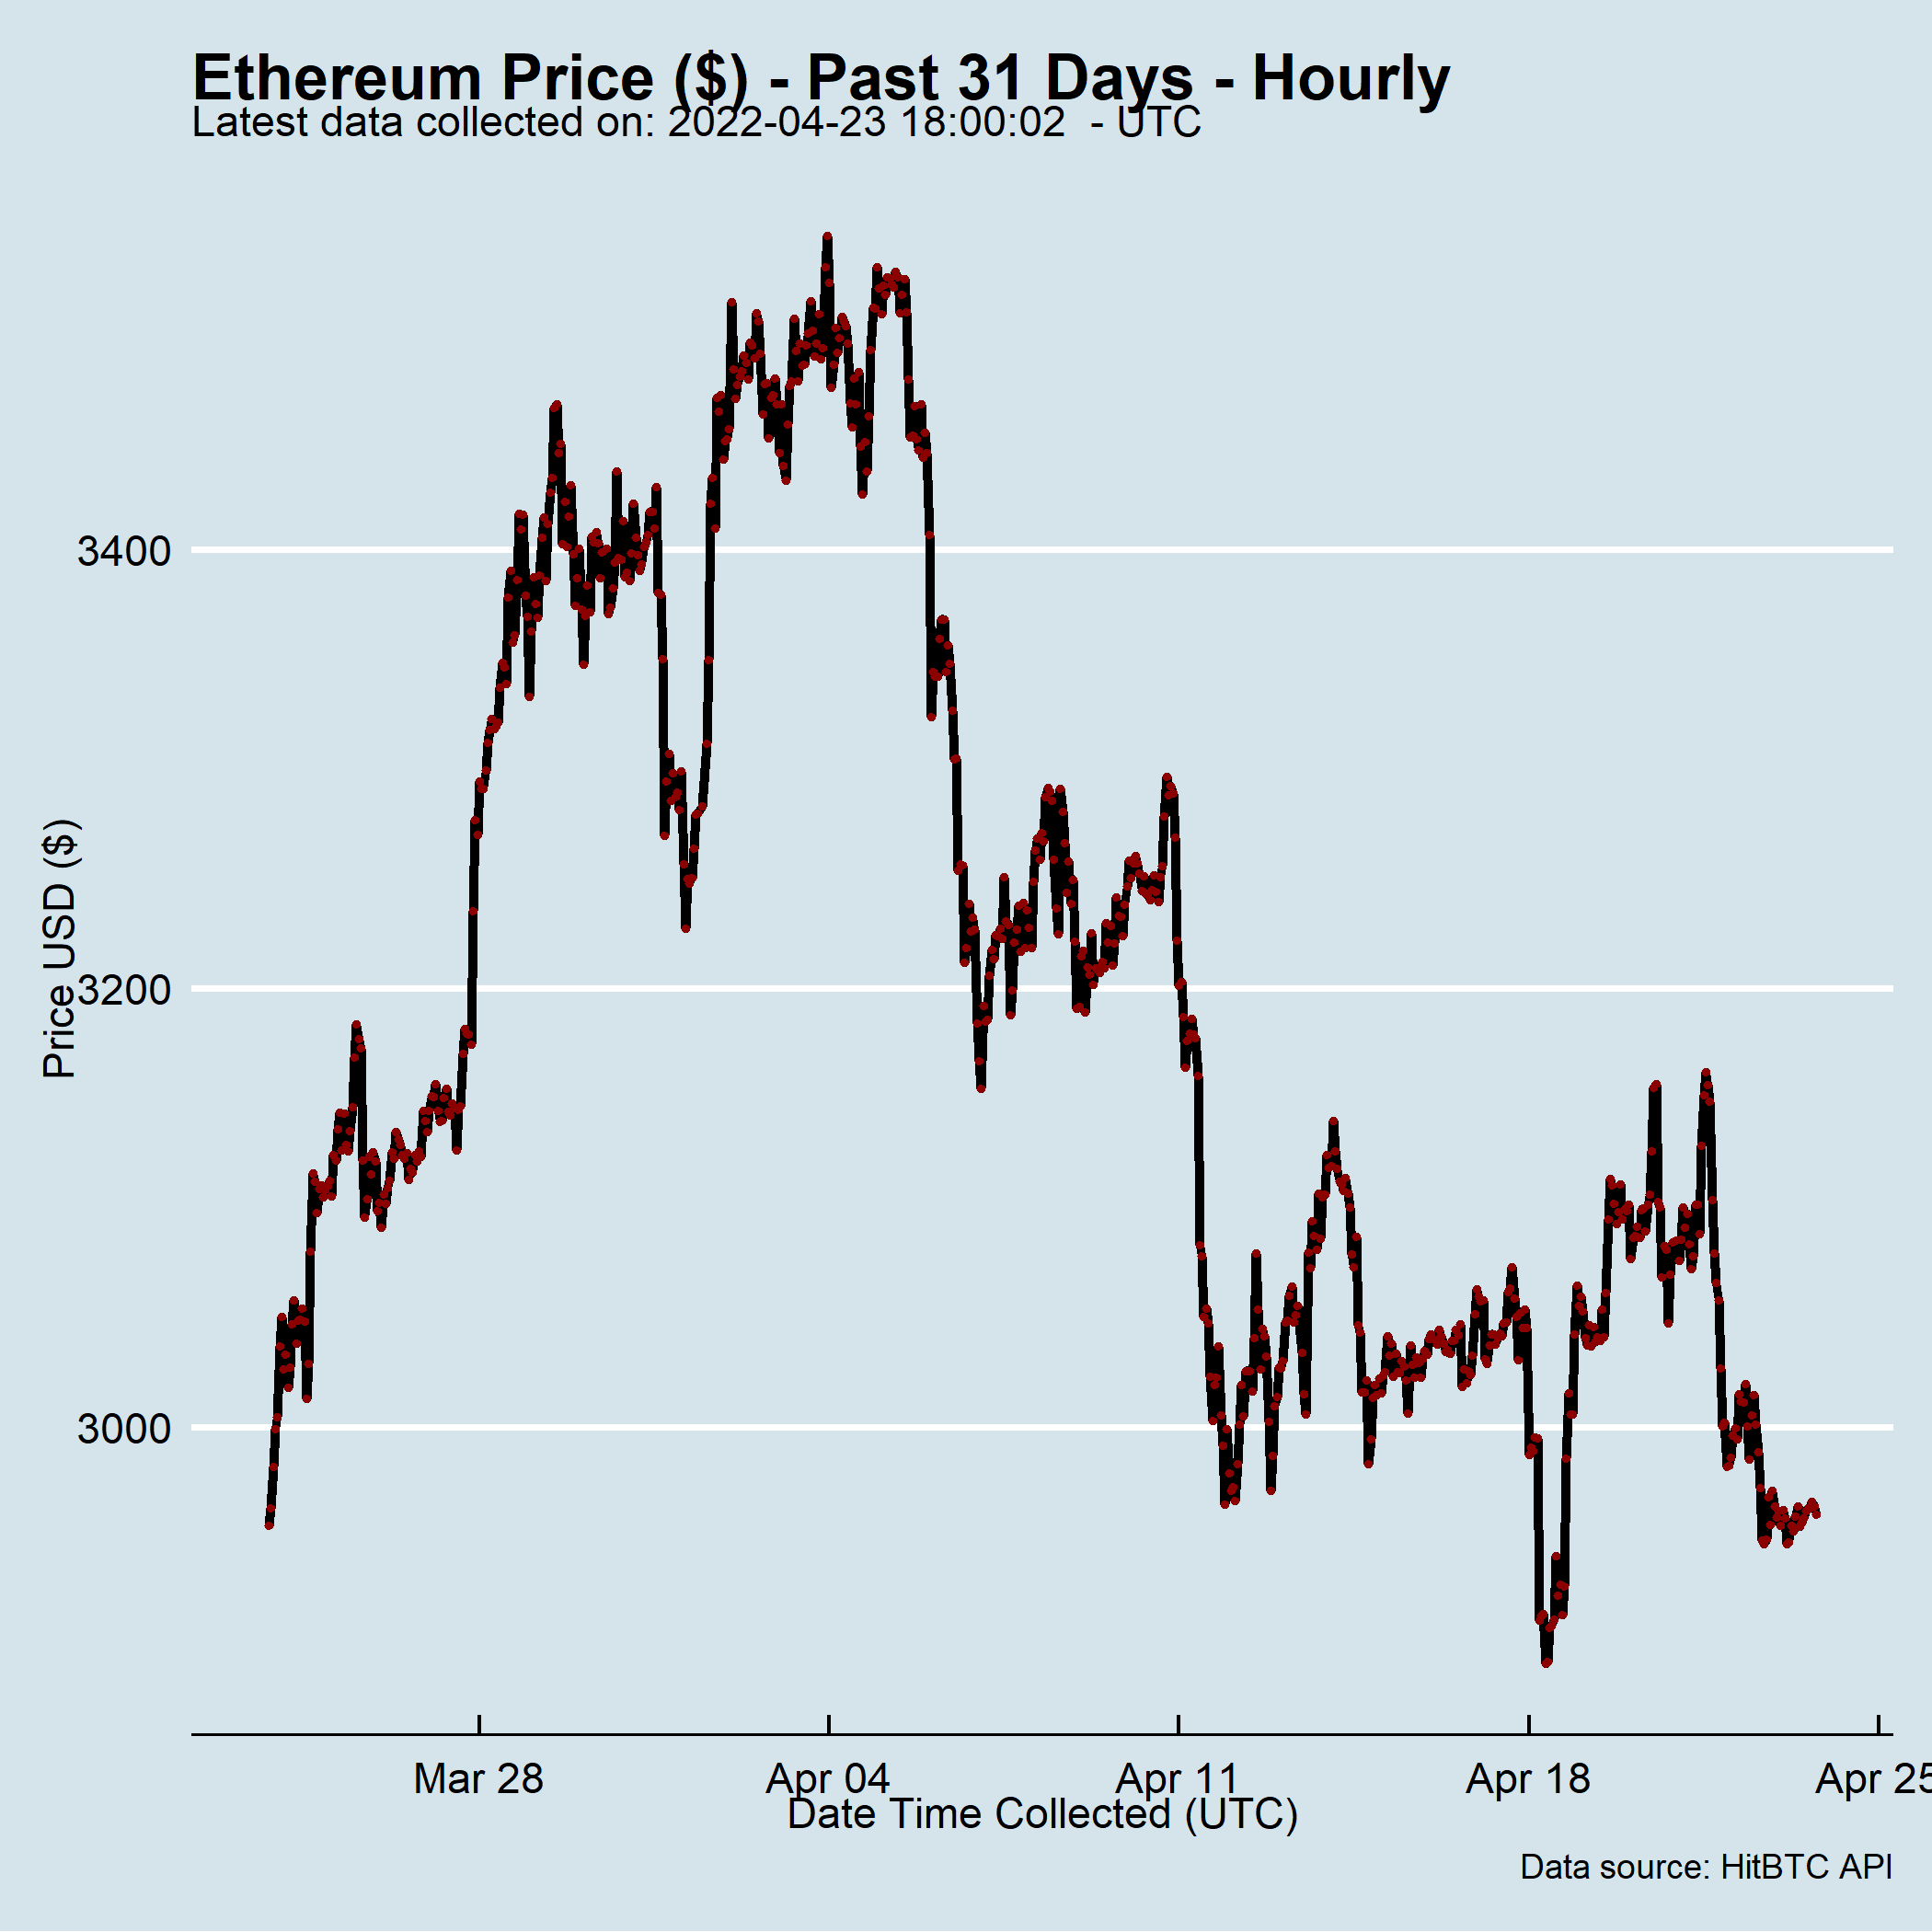 Ethereum Price ($) - Past 31 Days - Hourly
Latest data collected on: 2022-04-23 18:00:02  - UTC
Price USD ($)
3400
3200
3000
Mar 28
Apr 04
Apr 11
Apr 18
Apr 25
Date Time Collected (UTC)
Data source: HitBTC API